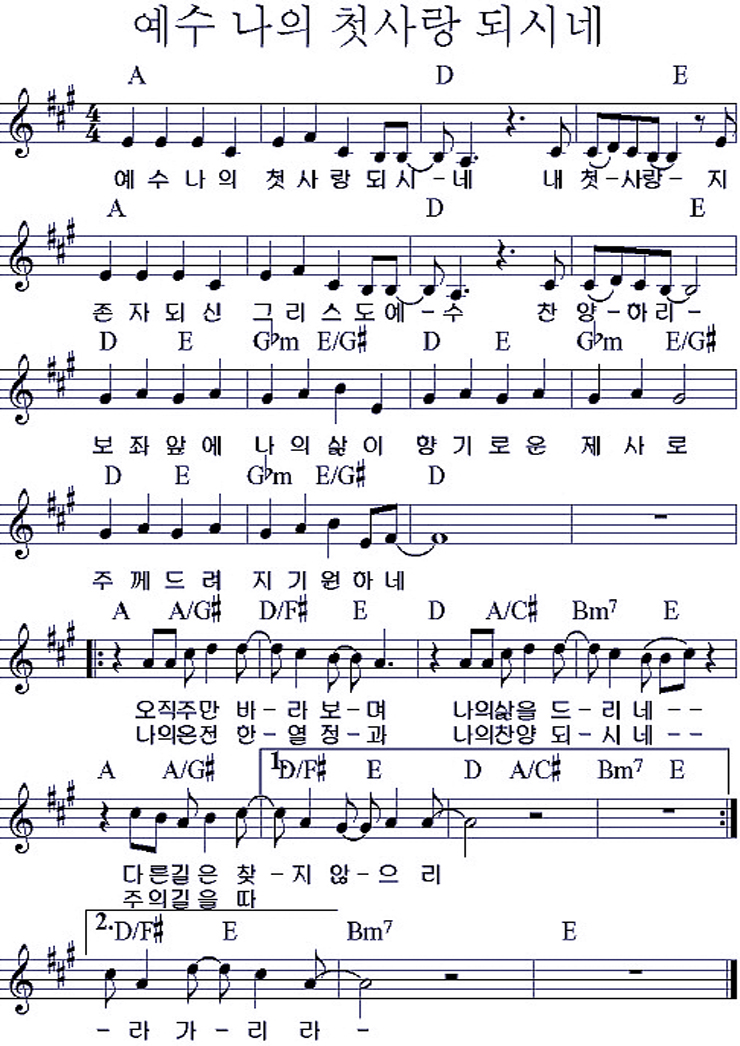 예수 나의 첫사랑 되시네
A D E
예 수 나 의 첫 사 랑 되 시 - 네 내 첫 - 사랑 - 지
A D E
존 자 되 신 그 리 스 도 예 - 수 찬 양 - 하 리 -
D E G♭m E/G♯ D E G♭m E/G♯
보 좌 앞 에 나 의 삶 이 향 기 로 운 제 사 로
D E G♭m E/G♯ D
주 께 드 려 지 기 원 하 네
A A/G♯ D/F♯ E D A/C♯ Bm7 E
오직주만 바 - 라 보 - 며 나의삶을 드 - 리 네 - -
나의온전 한 - 열 정 - 과 나의찬양 되 - 시 네 - -
A A/G♯ 1. D/F♯ E D A/C♯ Bm7 E
다 른 길 은 찾 - 지 않 - 으 리
주 의 길 을 따
2. D/F♯ E Bm7 E
- 라 가 - 리 라 -